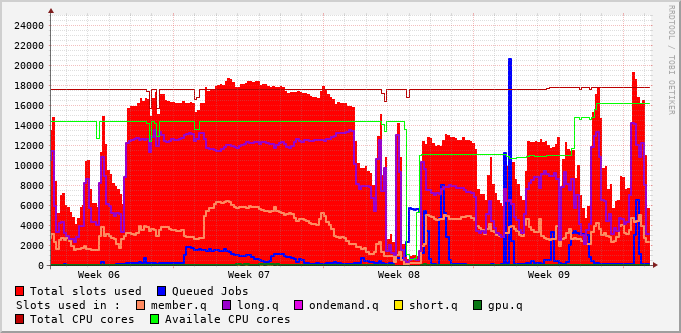 24000
22000
20000
18000
16000
14000
12000
10000
8000
6000
4000
2000
0
Week 06 Week 07 Week 08 Week 09
RRDTOOL / TOBI OETIKER
Total slots used Queued Jobs
Slots used in : member.q long.q ondemand.q short.q gpu.q
Total CPU cores Availale CPU cores